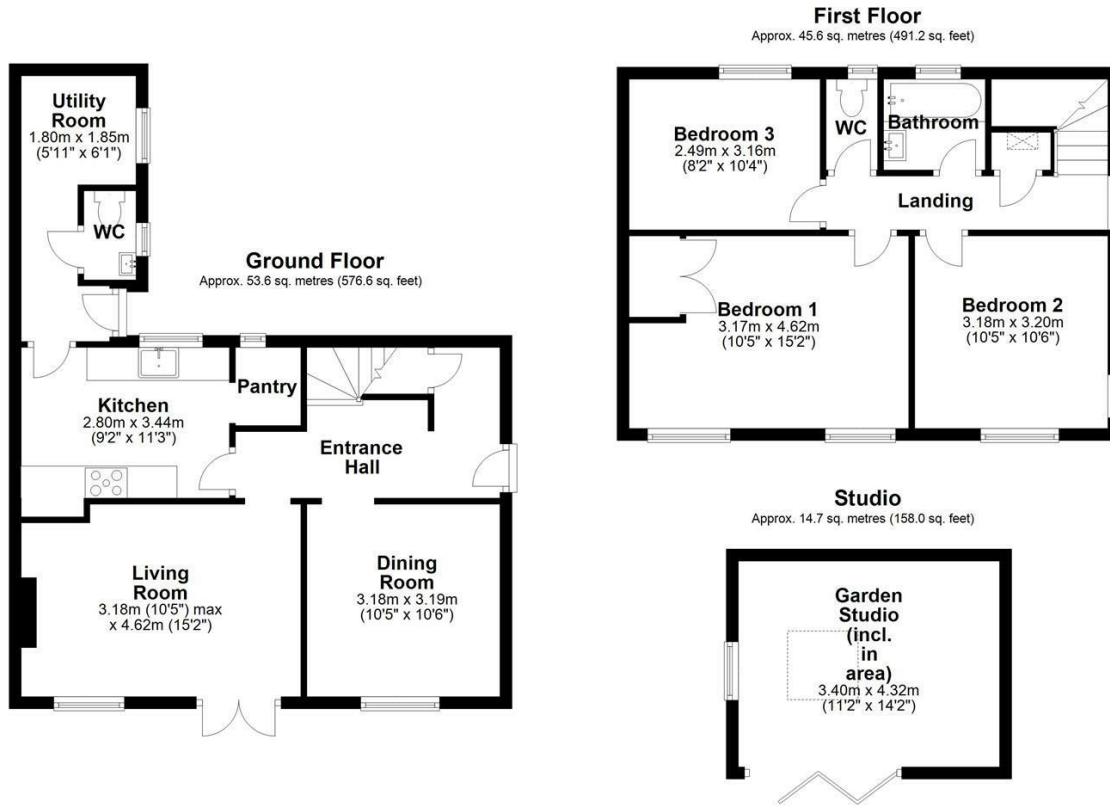 First Floor
Approx. 45.6 sq. metres (491.2 sq. feet)
Bedroom 3
2.49m x 3.16m
(8'2" x 10'4")
WC
Bathroom
Landing
Bedroom 1
3.17m x 4.62m
(10'5" x 15'2")
Bedroom 2
3.18m x 3.20m
(10'5" x 10'6")
Utility
Room
1.80m x 1.85m
(5'11" x 6'1")
WC
Ground Floor
Approx. 53.6 sq. metres (576.6 sq. feet)
Kitchen
2.80m x 3.44m
(9'2" x 11'3")
Pantry
Entrance
Hall
Living
Room
3.18m (10'5") max
x 4.62m (15'2")
Dining
Room
3.18m x 3.19m
(10'5" x 10'6")
Studio
Approx. 14.7 sq. metres (158.0 sq. feet)
Garden
Studio
(incl.
in
area)
3.40m x 4.32m
(11'2" x 14'2")